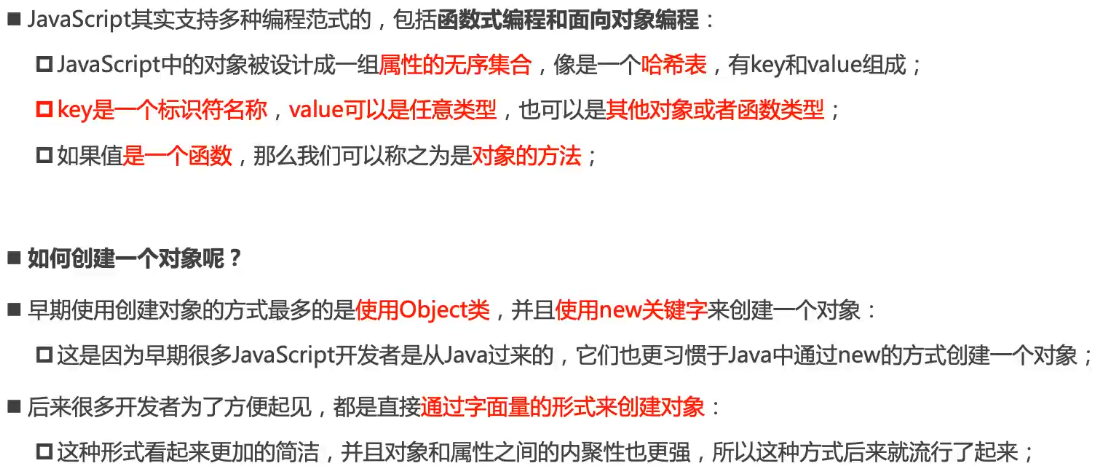 ■ JavaScript其实支持多种编程范式的，包括函数式编程和面向对象编程：
□ JavaScript中的对象被设计成一组属性的无序集合，像是一个哈希表，有key和value组成；
□ key是一个标识符名称，value可以是任意类型，也可以是其他对象或者函数类型；
□ 如果值是一个函数，那么我们可以称之为是对象的方法；
■ 如何创建一个对象呢？
■ 早期使用创建对象的方式最多的是使用Object类，并且使用new关键字来创建一个对象：
□ 这是因为早期很多JavaScript开发者是从Java过来的，它们也更习惯于Java中通过new的方式创建一个对象；
■ 后来很多开发者为了方便起见，都是直接通过字面量的形式来创建对象：
□ 这种形式看起来更加的简洁，并且对象和属性之间的内聚性也更强，所以这种方式后来就流行了起来；